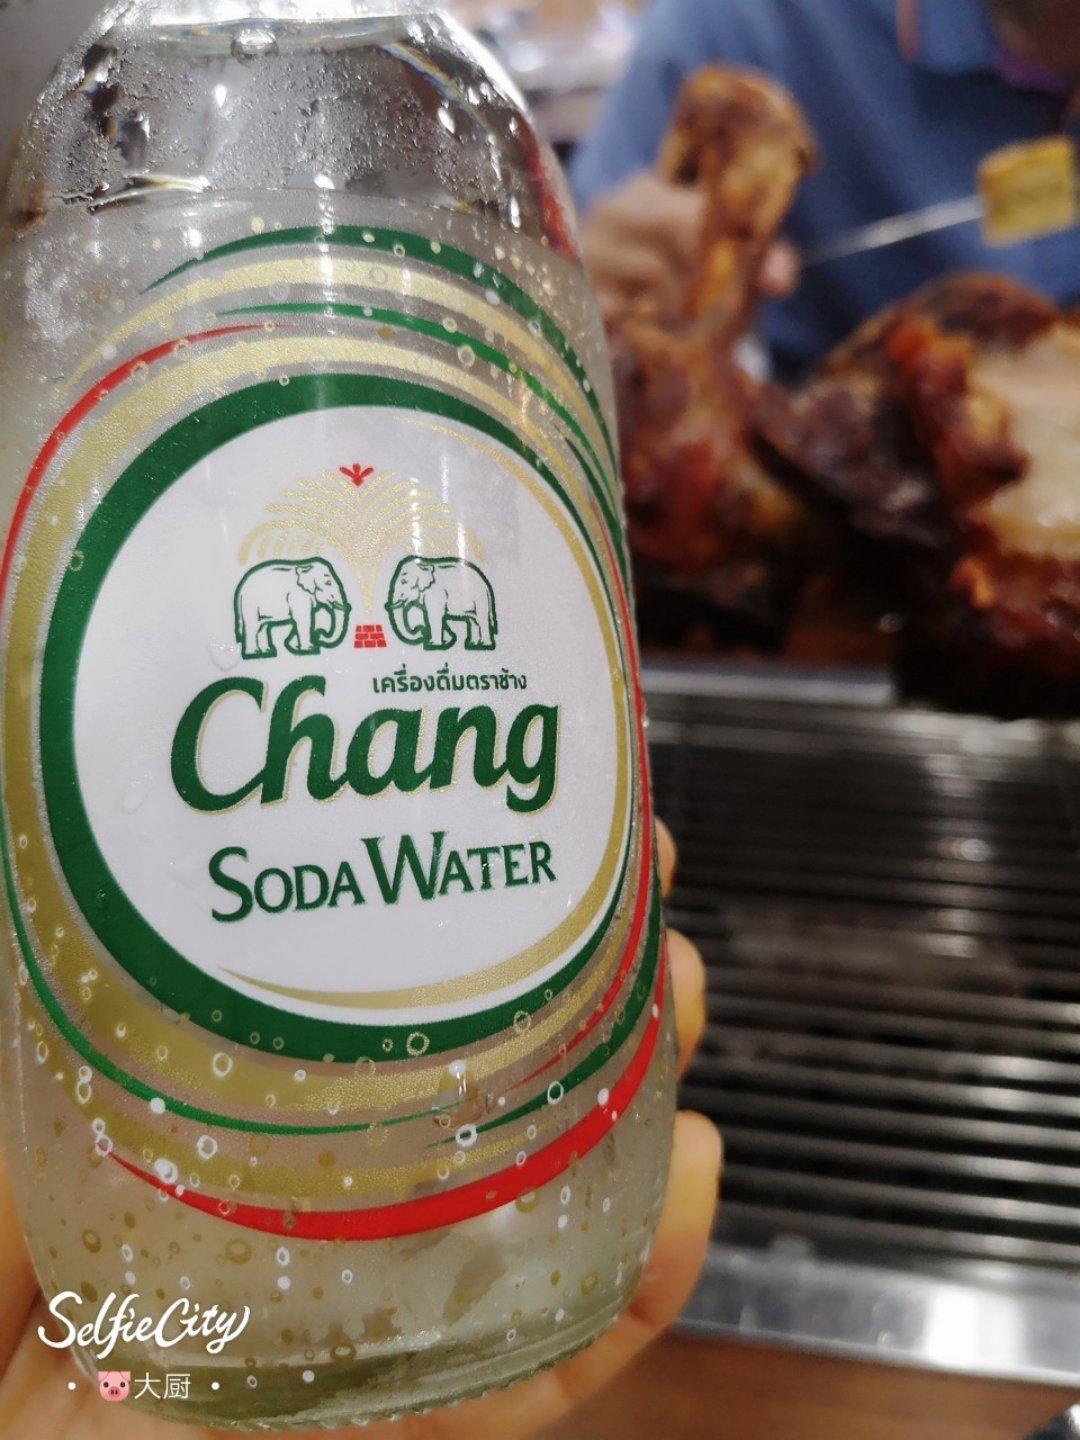 เครื่องดื่มตราช้าง
Chang
SODA WATER
SelfieCity
• 🐷大厨 •